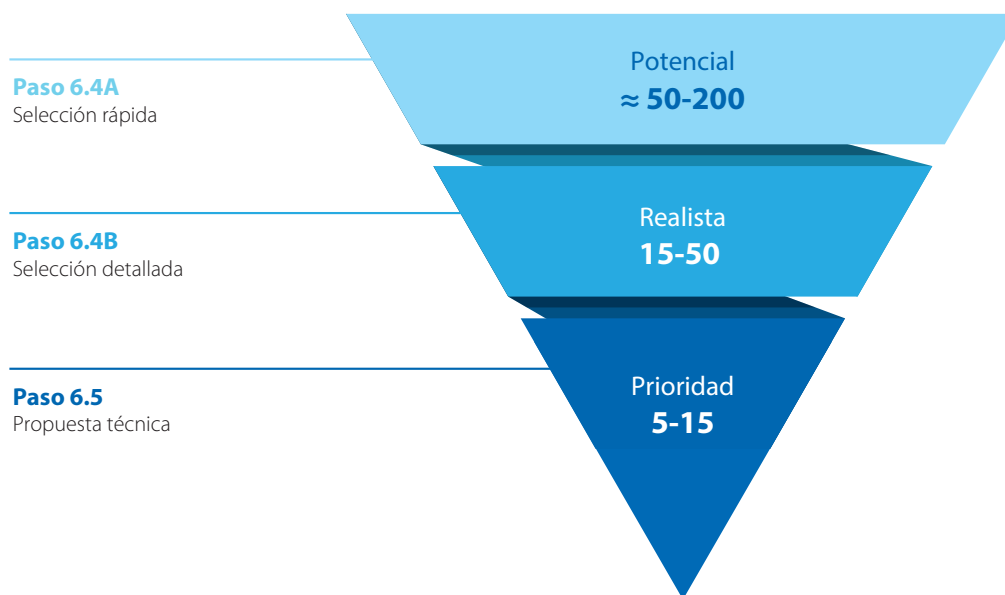 Potencial
≈ 50-200
Paso 6.4A
Selección rápida
Realista
15-50
Paso 6.4B
Selección detallada
Prioridad
5-15
Paso 6.5
Propuesta técnica